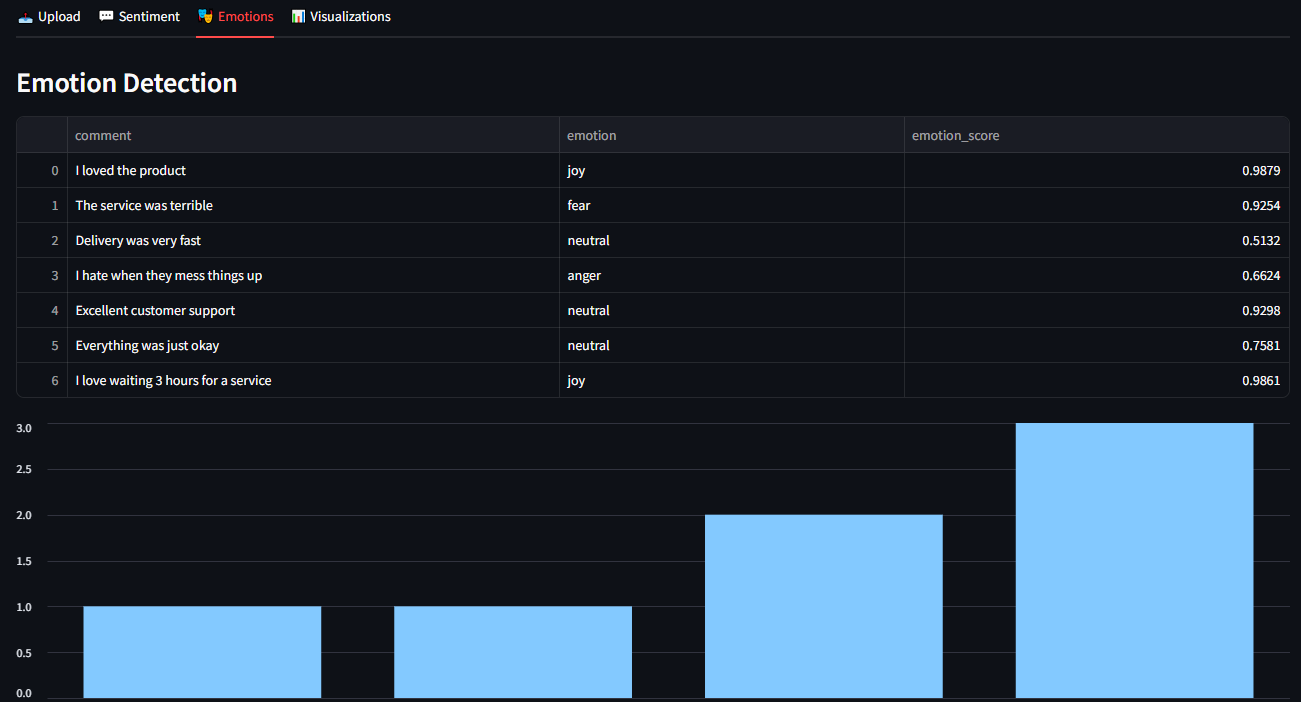 Upload Sentiment Emotions Visualizations
Emotion Detection
comment emotion emotion_score
0 I loved the product joy 0.9879
1 The service was terrible fear 0.9254
2 Delivery was very fast neutral 0.5132
3 I hate when they mess things up anger 0.6624
4 Excellent customer support neutral 0.9298
5 Everything was just okay neutral 0.7581
6 I love waiting 3 hours for a service joy 0.9861
3.0
2.5
2.0
1.5
1.0
0.5
0.0